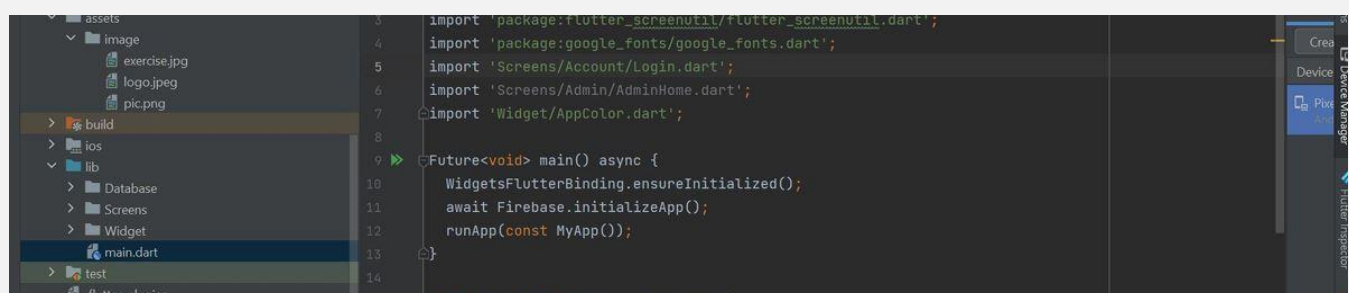 assets
image
exercise.jpg
logo.jpeg
pic.png
build
ios
lib
Database
Screens
Widget
main.dart
test
3 import 'package:flutter_screenutil/flutter_screenutil.dart';
4 import 'package:google_fonts/google_fonts.dart';
5 import 'Screens/Account/Login.dart';
6 import 'Screens/Admin/AdminHome.dart';
7 import 'Widget/AppColor.dart';
8
9 Future<void> main() async {
10 WidgetsFlutterBinding.ensureInitialized();
11 await Firebase.initializeApp();
12 runApp(const MyApp());
13 }
14
Crea
Device
Pixe
Device Manager
Flutter Inspector